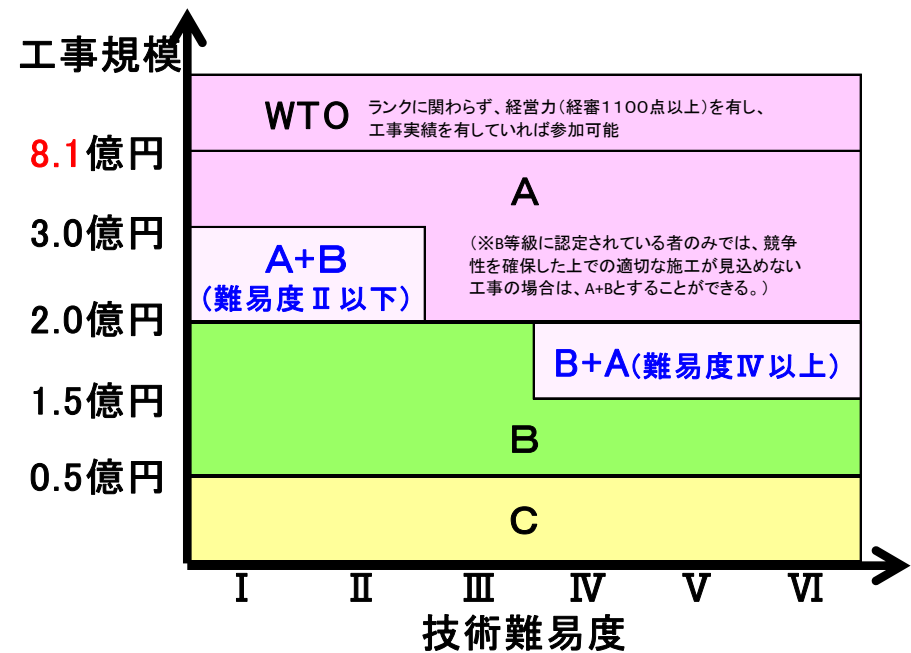 工事規模
WTO
ランクに関わらず、経営力（経審１１００点以上）を有し、
工事実績を有していれば参加可能
8.1億円
A
3.0億円
A+B
（難易度Ⅱ以下）
（※B等級に認定されている者のみでは、競争
性を確保した上での適切な施工が見込めない
工事の場合は、A+Bとすることができる。）
2.0億円
B+A（難易度Ⅳ以上）
1.5億円
B
0.5億円
C
Ⅰ Ⅱ Ⅲ Ⅳ Ⅴ Ⅵ
技術難易度